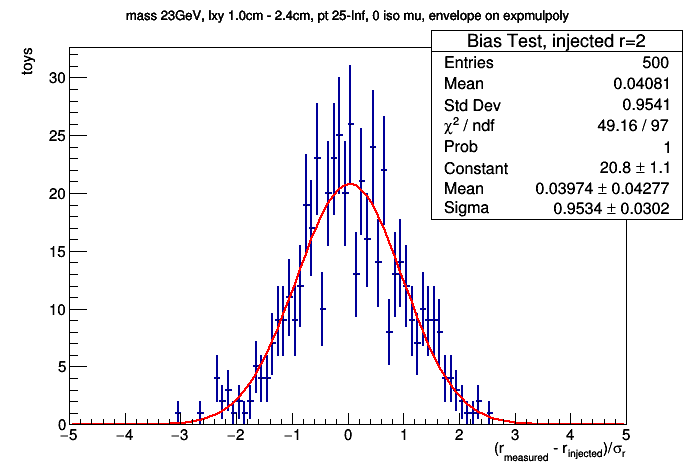 mass 23GeV, lxy 1.0cm - 2.4cm, pt 25-Inf, 0 iso mu, envelope on expmulpoly
Bias Test, injected r=2
Entries 500
Mean 0.04081
Std Dev 0.9541
χ² / ndf 49.16 / 97
Prob 1
Constant 20.8 ± 1.1
Mean 0.03974 ± 0.04277
Sigma 0.9534 ± 0.0302
toys
30
25
20
15
10
5
0
−5 −4 −3 −2 −1 0 1 2 3 4 5
(r_measured - r_injected)/σ_r